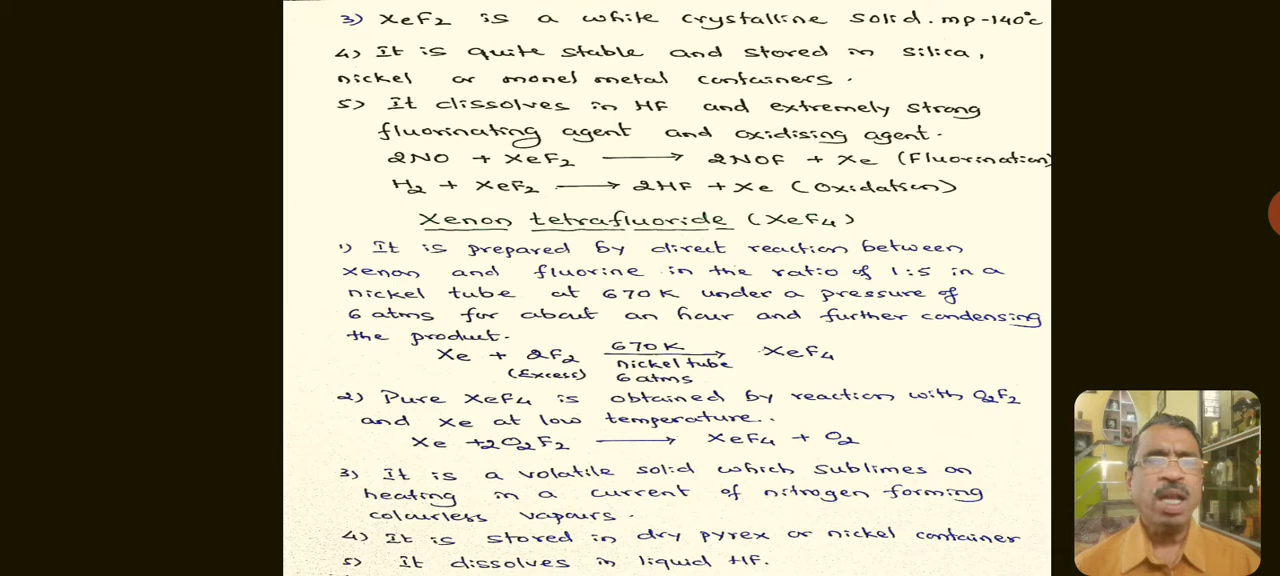 3) XeF2 is a white crystalline solid. mp-140°c
4) It is quite stable and stored in silica,
nickel or monel metal containers.
5) It dissolves in HF and extremely strong
fluorinating agent and oxidising agent.
2NO + XeF2 ⟶ 2NOF + Xe (Fluorination)
H2 + XeF2 ⟶ 2HF + Xe (Oxidation)
Xenon tetrafluoride (XeF4)
1) It is prepared by direct reaction between
xenon and fluorine in the ratio of 1:5 in a
nickel tube at 670K under a pressure of
6 atms for about an hour and further condensing
the product.
Xe + 2F2 670K ⟶ XeF4
(Excess) nickel tube
6 atms
2) Pure XeF4 is obtained by reaction with O2F2
and Xe at low temperature..
Xe +2O2F2 ⟶ XeF4 + O2
3) It is a volatile solid which sublimes on
heating in a current of nitrogen forming
colourless vapours.
4) It is stored in dry pyrex or nickel container
5) It dissolves in liquid HF.